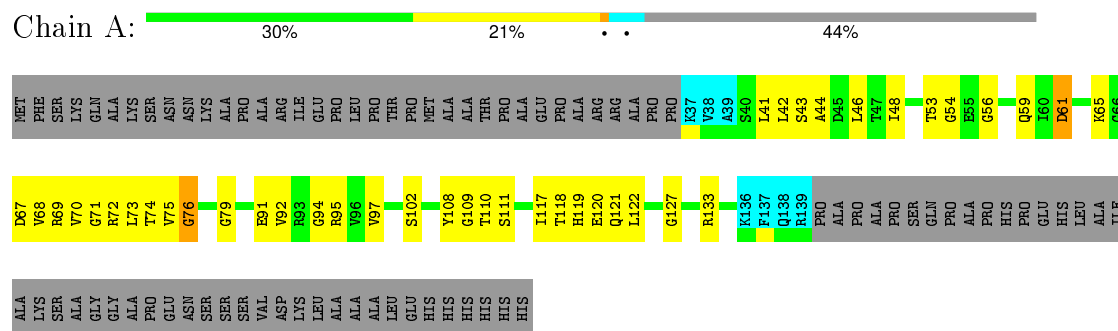 Chain A:
30% 21% . . 44%
MET PHE SER LYS GLN ALA LYS SER ASN ASN LYS ALA PRO ALA ARG ILE GLU PRO LEU PRO THR PRO MET ALA ALA THR PRO ALA GLU PRO ALA ARG ARG ALA PRO PRO K37 V38 A39 S40 L41 L42 S43 A44 D45 L46 T47 I48 T53 G54 E55 G56 Q59 I60 D61 K65 G66
D67 V68 R69 V70 G71 R72 L73 T74 V75 G76 G79 E91 V92 R93 G94 R95 V96 V97 S102 Y108 G109 T110 S111 I117 T118 H119 E120 Q121 L122 G127 R133 K136 F137 Q138 R139 PRO ALA PRO ALA PRO SER GLN PRO ALA PRO HIS PRO GLU HIS LEU ALA ILE
ALA LYS SER ALA GLY GLY ALA PRO GLU ASN SER SER SER VAL ASP LYS LEU ALA ALA ALA LEU GLU HIS HIS HIS HIS HIS HIS